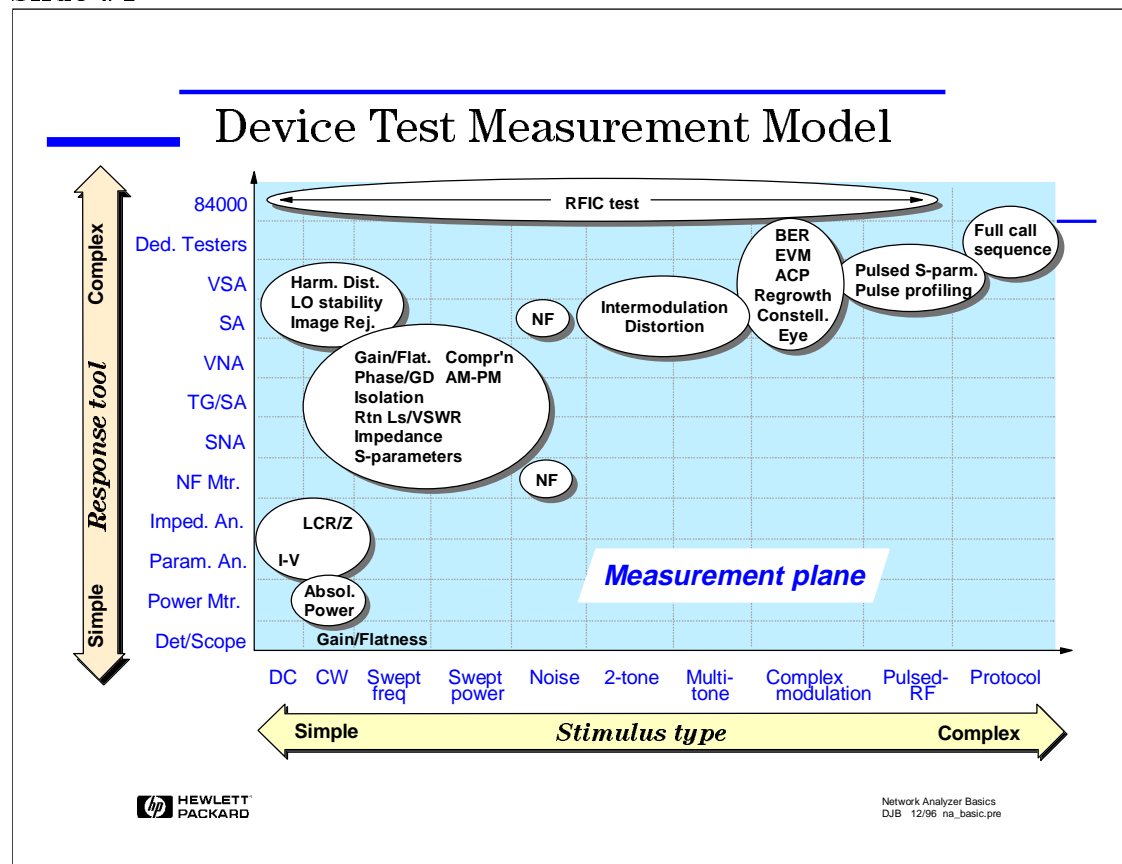 Device Test Measurement Model
Complex
Response tool
Simple
84000
Ded. Testers
VSA
SA
VNA
TG/SA
SNA
NF Mtr.
Imped. An.
Param. An.
Power Mtr.
Det/Scope
RFIC test
Full call
sequence
BER
EVM
ACP
Regrowth
Constell.
Eye
Pulsed S-parm.
Pulse profiling
Harm. Dist.
LO stability
Image Rej.
NF
Intermodulation
Distortion
Gain/Flat. Compr'n
Phase/GD AM-PM
Isolation
Rtn Ls/VSWR
Impedance
S-parameters
NF
LCR/Z
I-V
Absol.
Power
Gain/Flatness
Measurement plane
DC
CW
Swept
freq
Swept
power
Noise
2-tone
Multi-
tone
Complex
modulation
Pulsed-
RF
Protocol
Simple
Stimulus type
Complex
hp
HEWLETT
PACKARD
Network Analyzer Basics
DJB 12/96 na_basic.pre